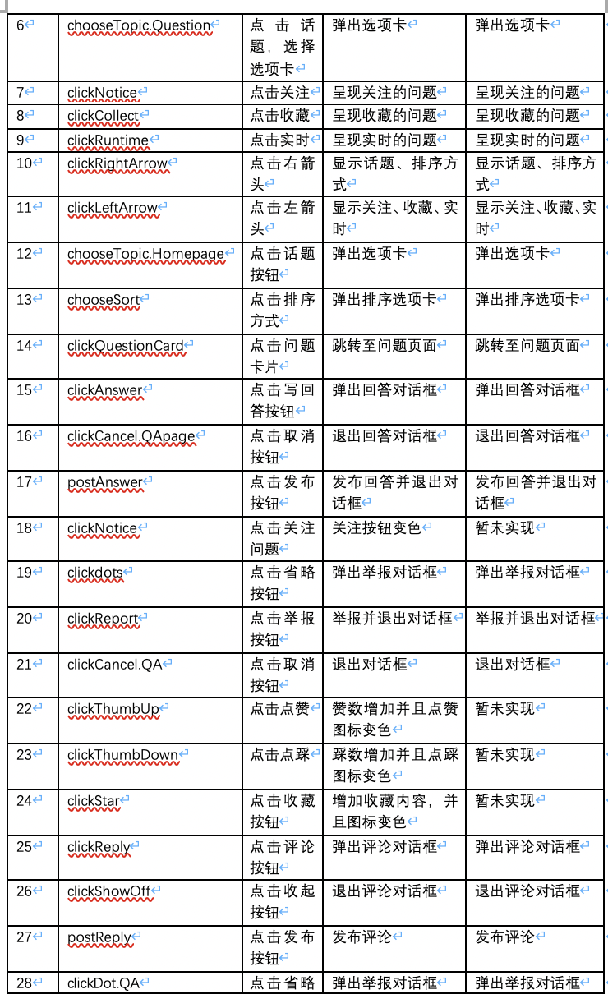 6 chooseTopic.Question 点击话 弹出选项卡 弹出选项卡
题，选择
选项卡
7 clickNotice 点击关注 呈现关注的问题 呈现关注的问题
8 clickCollect 点击收藏 呈现收藏的问题 呈现收藏的问题
9 clickRuntime 点击实时 呈现实时的问题 呈现实时的问题
10 clickRightArrow 点击右箭 显示话题、排序方 显示话题、排序方
头 式 式
11 clickLeftArrow 点击左箭 显示关注、收藏、实 显示关注、收藏、实
头 时 时
12 chooseTopic.Homepage 点击话题 弹出选项卡 弹出选项卡
按钮
13 chooseSort 点击排序 弹出排序选项卡 弹出排序选项卡
方式
14 clickQuestionCard 点击问题 跳转至问题页面 跳转至问题页面
卡片
15 clickAnswer 点击写回 弹出回答对话框 弹出回答对话框
答按钮
16 clickCancel.QApage 点击取消 退出回答对话框 退出回答对话框
按钮
17 postAnswer 点击发布 发布回答并退出对 发布回答并退出对
按钮 话框 话框
18 clickNotice 点击关注 关注按钮变色 暂未实现
问题
19 clickdots 点击省略 弹出举报对话框 弹出举报对话框
按钮
20 clickReport 点击举报 举报并退出对话框 举报并退出对话框
按钮
21 clickCancel.QA 点击取消 退出对话框 退出对话框
按钮
22 clickThumbUp 点击点赞 赞数增加并且点赞 暂未实现
图标变色
23 clickThumbDown 点击点踩 踩数增加并且点踩 暂未实现
图标变色
24 clickStar 点击收藏 增加收藏内容，并 暂未实现
按钮 且图标变色
25 clickReply 点击评论 弹出评论对话框 弹出评论对话框
按钮
26 clickShowOff 点击收起 退出评论对话框 退出评论对话框
按钮
27 postReply 点击发布 发布评论 发布评论
按钮
28 clickDot.QA 点击省略 弹出举报对话框 弹出举报对话框